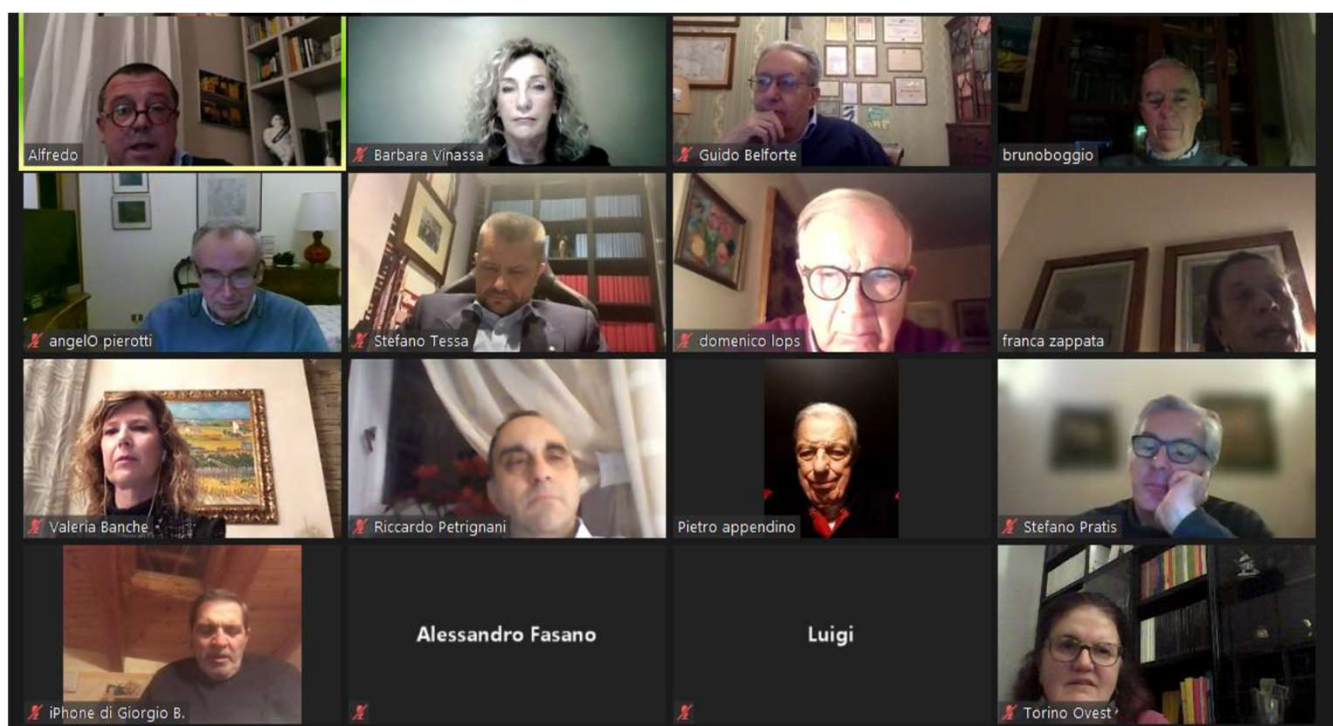 Alfredo
Barbara Vinassa
Guido Belforte
brunoboggio
angelO pierotti
Stefano Tessa
domenico lops
franca zappata
Valeria Banche
Riccardo Petrignani
Pietro appendino
Stefano Pratis
iPhone di Giorgio B.
Alessandro Fasano
Luigi
Torino Ovest